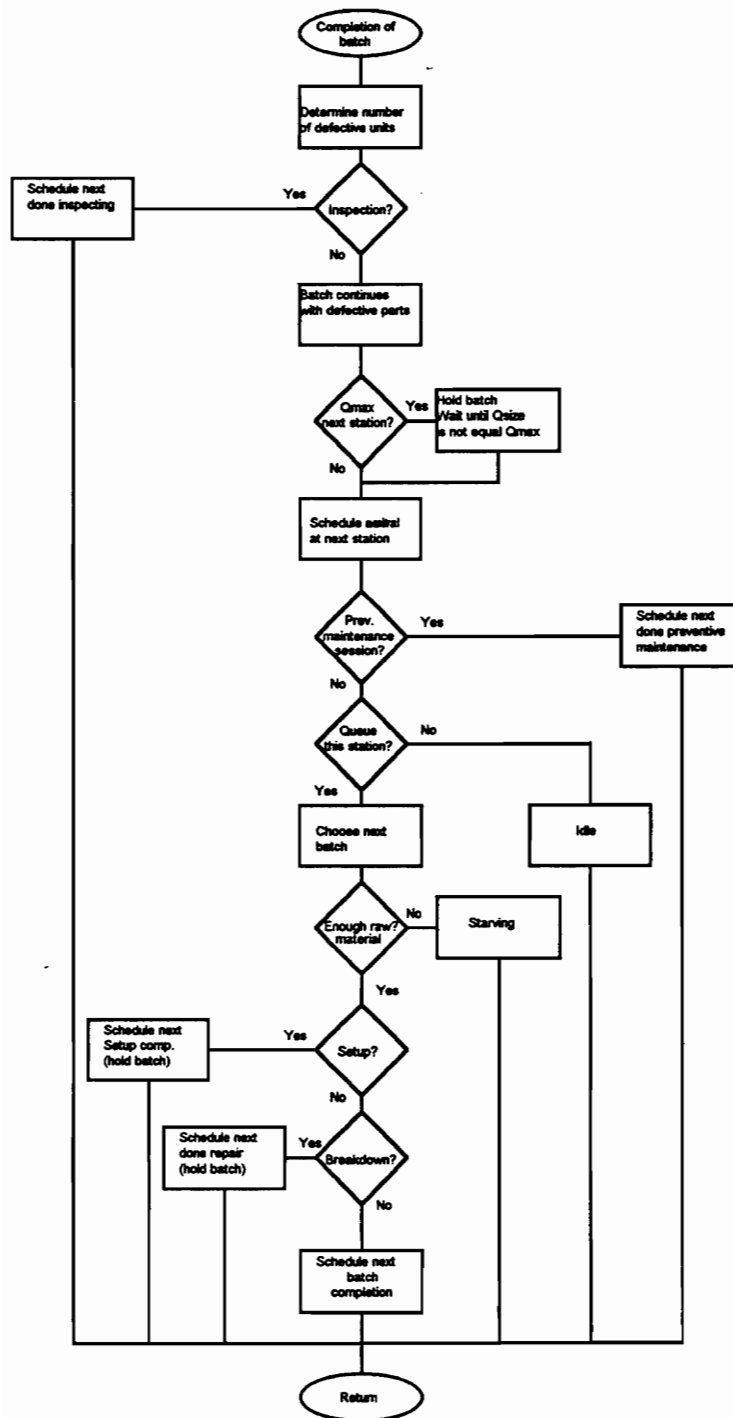 Completion of
batch
Determine number
of defective units
Schedule next
done inspecting
Yes
Inspection?
No
Batch continues
with defective parts
Qmax
next station?
Yes
Hold batch
Wait until Qsize
is not equal Qmax
No
Schedule
at next station
Prev.
maintenance
session?
Yes
Schedule next
done preventive
maintenance
No
Queue
this station?
No
Yes
Choose next
batch
Idle
Enough raw?
material
No
Starving
Yes
Schedule next
Setup comp.
(hold batch)
Yes
Setup?
No
Schedule next
done repair
(hold batch)
Yes
Breakdown?
No
Schedule next
batch
completion
Return